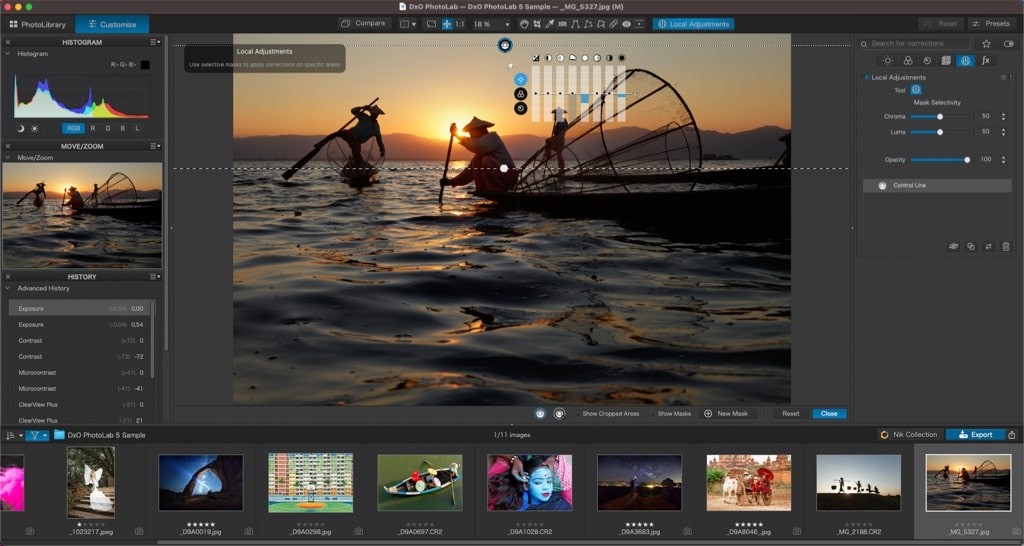 DxO PhotoLab — DxO PhotoLab 5 Sample — _MG_5327.jpg (M)
PhotoLibrary
Customize
Compare
1:1
18 %
Local Adjustments
Reset
Presets
HISTOGRAM
Histogram
R:- G:- B:-
RGB
R
G
B
L
MOVE/ZOOM
Move/Zoom
HISTORY
Advanced History
Exposure (-0,54) 0,00
Exposure 0,54
Contrast (+72) 0
Contrast (-72) -72
Microcontrast (+41) 0
Microcontrast (-41) -41
ClearView Plus (-21) 0
ClearView Plus 21
Local Adjustments
Use selective masks to apply corrections on specific areas
Search for corrections
fx
Local Adjustments
Tool
Mask Selectivity
Chroma 50
Luma 50
Opacity 100
Control Line
Show Cropped Areas
Show Masks
New Mask
Reset
Close
DxO PhotoLab 5 Sample
1/11 images
Nik Collection
Export
_1023217.jpeg
_D9A0019.jpg
_D9A0298.jpg
_D9A0697.CR2
_D9A1028.CR2
_D9A3683.jpg
_D9A8046_.jpg
_MG_2188.CR2
_MG_5327.jpg